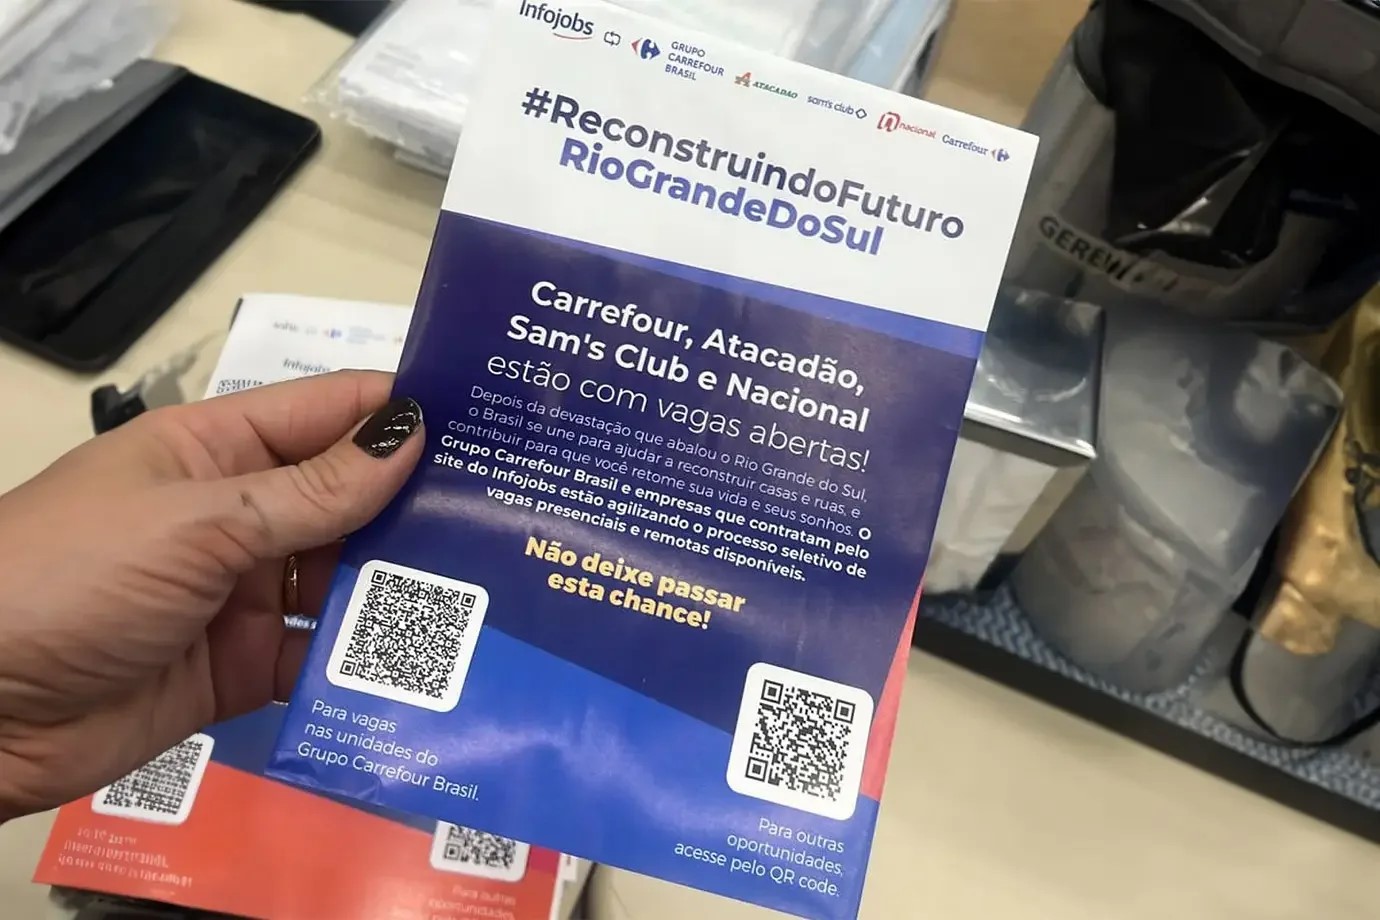 Infojobs
GRUPO
CARREFOUR
BRASIL
ATACADÃO
sam's club
nacional
Carrefour
#ReconstruindoFuturo
RioGrandeDoSul
Carrefour, Atacadão,
Sam's Club e Nacional
estão com vagas abertas!
Depois da devastação que abalou o Rio Grande do Sul,
o Brasil se une para ajudar a reconstruir casas e ruas, e
contribuir para que você retome sua vida e seus sonhos. O
Grupo Carrefour Brasil e empresas que contratam pelo
site do Infojobs estão agilizando o processo seletivo de
vagas presenciais e remotas disponíveis.
Não deixe passar
esta chance!
Para vagas
nas unidades do
Grupo Carrefour Brasil.
Para outras
oportunidades,
acesse pelo QR code.
Infojobs
Para outras
oportunidades